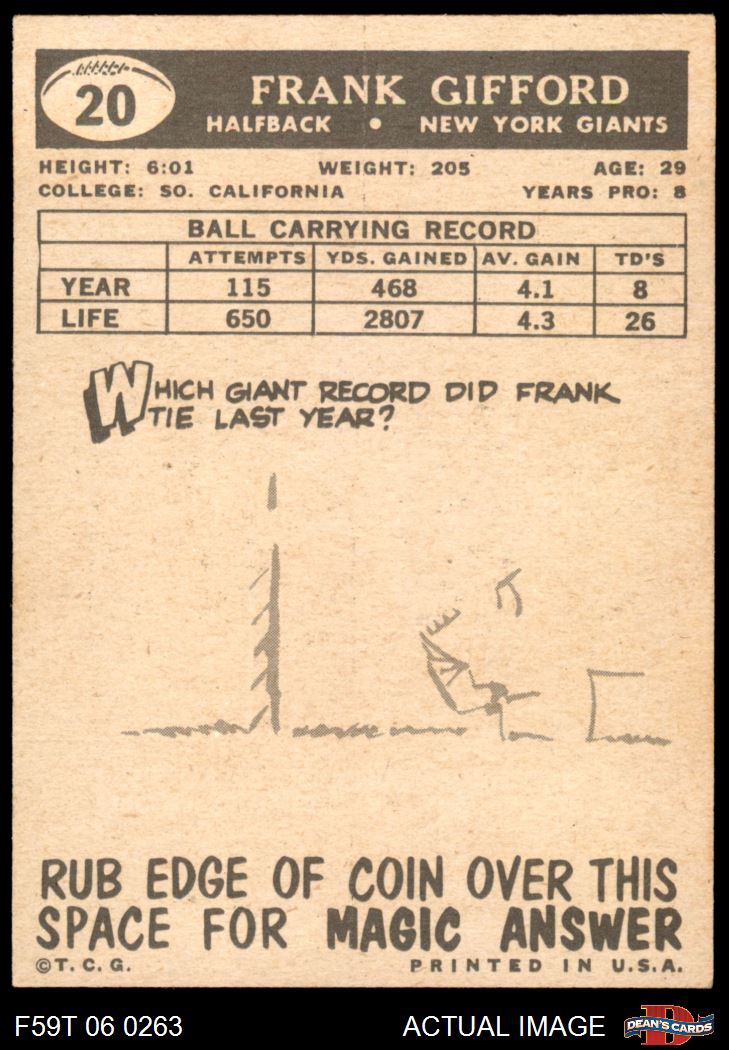 20
FRANK GIFFORD
HALFBACK • NEW YORK GIANTS
HEIGHT: 6:01 WEIGHT: 205 AGE: 29
COLLEGE: SO. CALIFORNIA YEARS PRO: 8
BALL CARRYING RECORD
ATTEMPTS YDS. GAINED AV. GAIN TD'S
YEAR 115 468 4.1 8
LIFE 650 2807 4.3 26
WHICH GIANT RECORD DID FRANK
TIE LAST YEAR?
RUB EDGE OF COIN OVER THIS
SPACE FOR MAGIC ANSWER
©T.C.G. PRINTED IN U.S.A.
F59T 06 0263 ACTUAL IMAGE DEAN'S CARDS